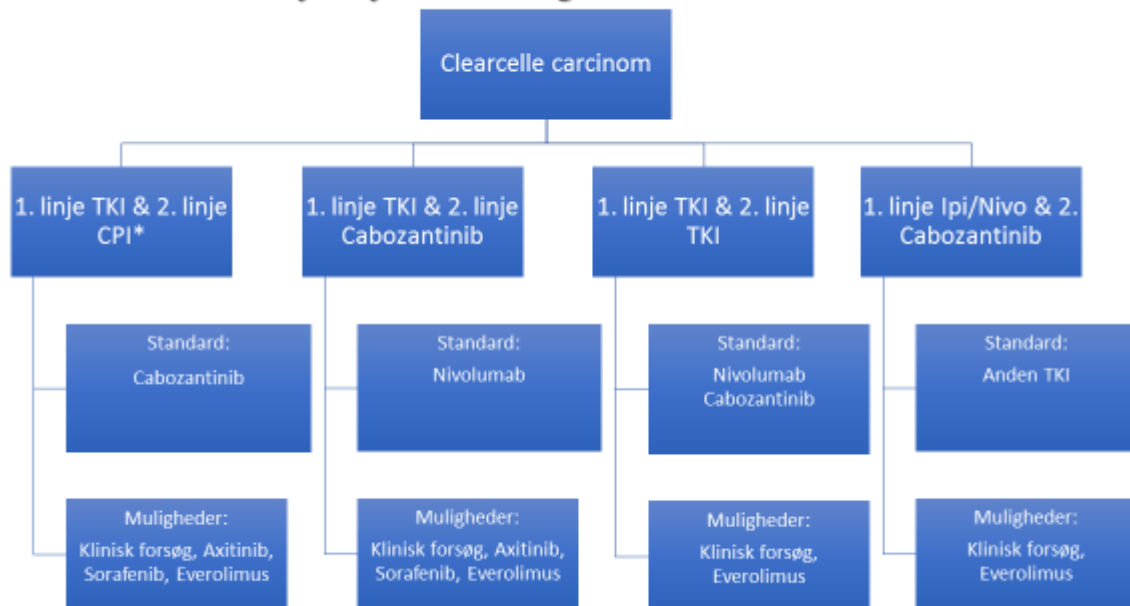 Clearcelle carcinom
1. linje TKI & 2. linje
CPI*
1. linje TKI & 2. linje
Cabozantinib
1. linje TKI & 2. linje
TKI
1. linje Ipi/Nivo & 2.
Cabozantinib
Standard:
Cabozantinib
Standard:
Nivolumab
Standard:
Nivolumab
Cabozantinib
Standard:
Anden TKI
Muligheder:
Klinisk forsøg, Axitinib,
Sorafenib, Everolimus
Muligheder:
Klinisk forsøg, Axitinib,
Sorafenib, Everolimus
Muligheder:
Klinisk forsøg,
Everolimus
Muligheder:
Klinisk forsøg,
Everolimus